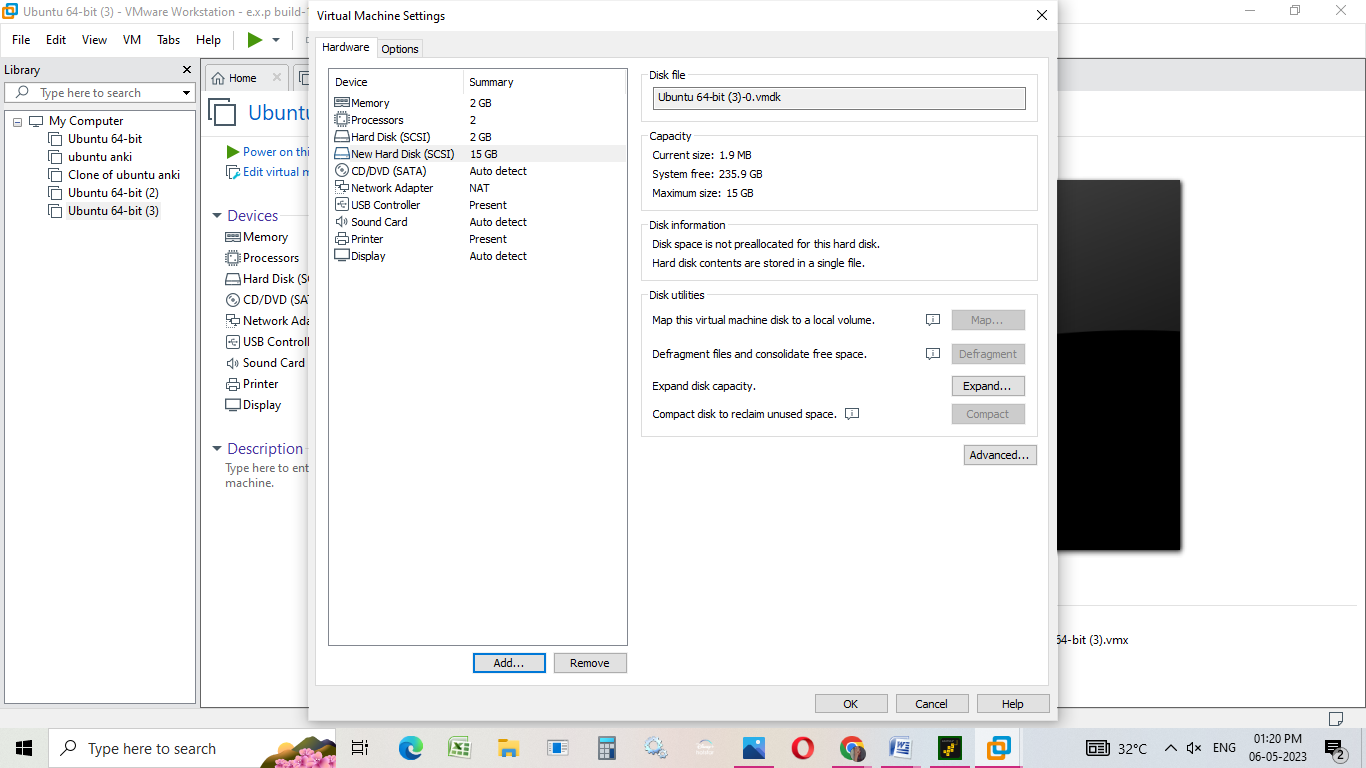 Ubuntu 64-bit (3) - VMware Workstation - e.x.p build-
File Edit View VM Tabs Help
Library
Type here to search
My Computer
Ubuntu 64-bit
ubuntu anki
Clone of ubuntu anki
Ubuntu 64-bit (2)
Ubuntu 64-bit (3)
Home
Ubuntu
Power on thi
Edit virtual m
Devices
Memory
Processors
Hard Disk (S
CD/DVD (SA
Network Ada
USB Controll
Sound Card
Printer
Display
Description
Type here to ent
machine.
Virtual Machine Settings
Hardware Options
Device Summary
Memory 2 GB
Processors 2
Hard Disk (SCSI) 2 GB
New Hard Disk (SCSI) 15 GB
CD/DVD (SATA) Auto detect
Network Adapter NAT
USB Controller Present
Sound Card Auto detect
Printer Present
Display Auto detect
Add... Remove
Disk file
Ubuntu 64-bit (3)-0.vmdk
Capacity
Current size: 1.9 MB
System free: 235.9 GB
Maximum size: 15 GB
Disk information
Disk space is not preallocated for this hard disk.
Hard disk contents are stored in a single file.
Disk utilities
Map this virtual machine disk to a local volume. Map...
Defragment files and consolidate free space. Defragment
Expand disk capacity. Expand...
Compact disk to reclaim unused space. Compact
Advanced...
OK Cancel Help
64-bit (3).vmx
Type here to search
32°C ENG 01:20 PM
06-05-2023
2